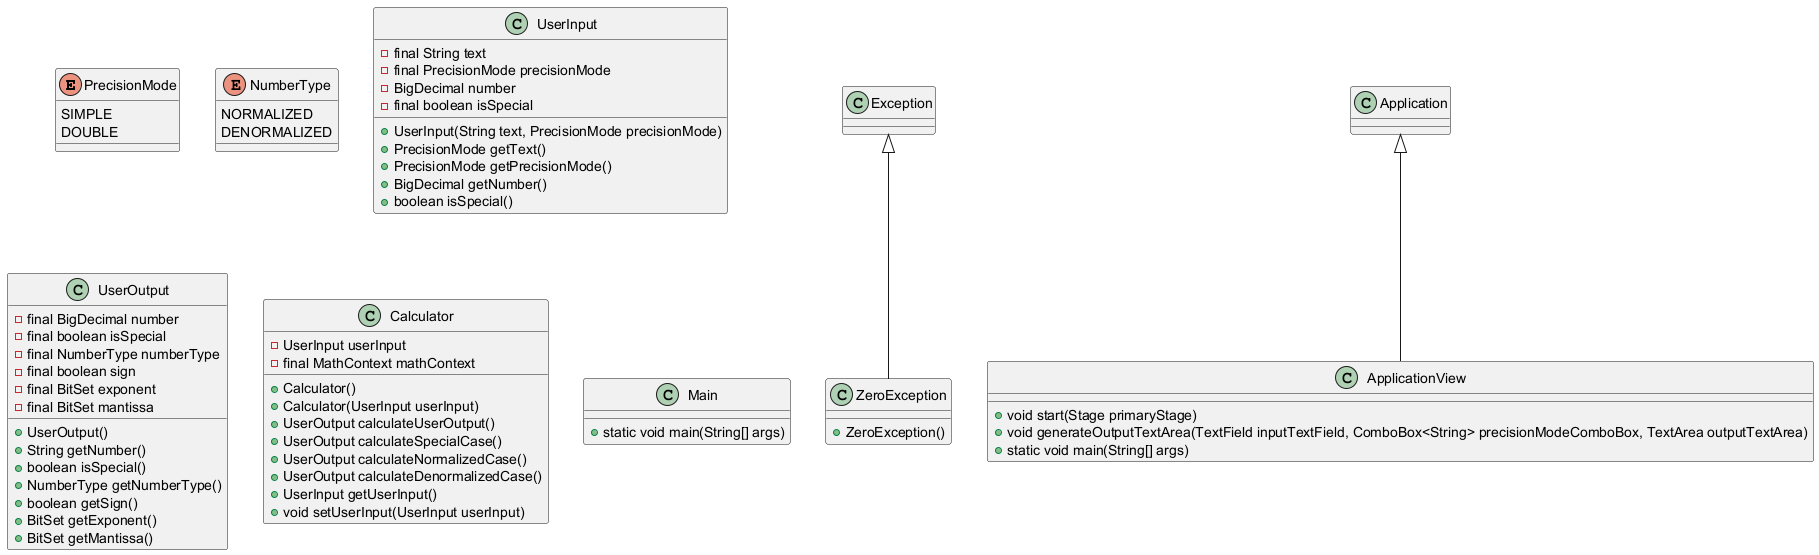 E PrecisionMode
SIMPLE
DOUBLE
E NumberType
NORMALIZED
DENORMALIZED
C UserInput
final String text
final PrecisionMode precisionMode
BigDecimal number
final boolean isSpecial
UserInput(String text, PrecisionMode precisionMode)
PrecisionMode getText()
PrecisionMode getPrecisionMode()
BigDecimal getNumber()
boolean isSpecial()
C Exception
C Application
C UserOutput
final BigDecimal number
final boolean isSpecial
final NumberType numberType
final boolean sign
final BitSet exponent
final BitSet mantissa
UserOutput()
String getNumber()
boolean isSpecial()
NumberType getNumberType()
boolean getSign()
BitSet getExponent()
BitSet getMantissa()
C Calculator
UserInput userInput
final MathContext mathContext
Calculator()
Calculator(UserInput userInput)
UserOutput calculateUserOutput()
UserOutput calculateSpecialCase()
UserOutput calculateNormalizedCase()
UserOutput calculateDenormalizedCase()
UserInput getUserInput()
void setUserInput(UserInput userInput)
C Main
static void main(String[] args)
C ZeroException
ZeroException()
C ApplicationView
void start(Stage primaryStage)
void generateOutputTextArea(TextField inputTextField, ComboBox<String> precisionModeComboBox, TextArea outputTextArea)
static void main(String[] args)